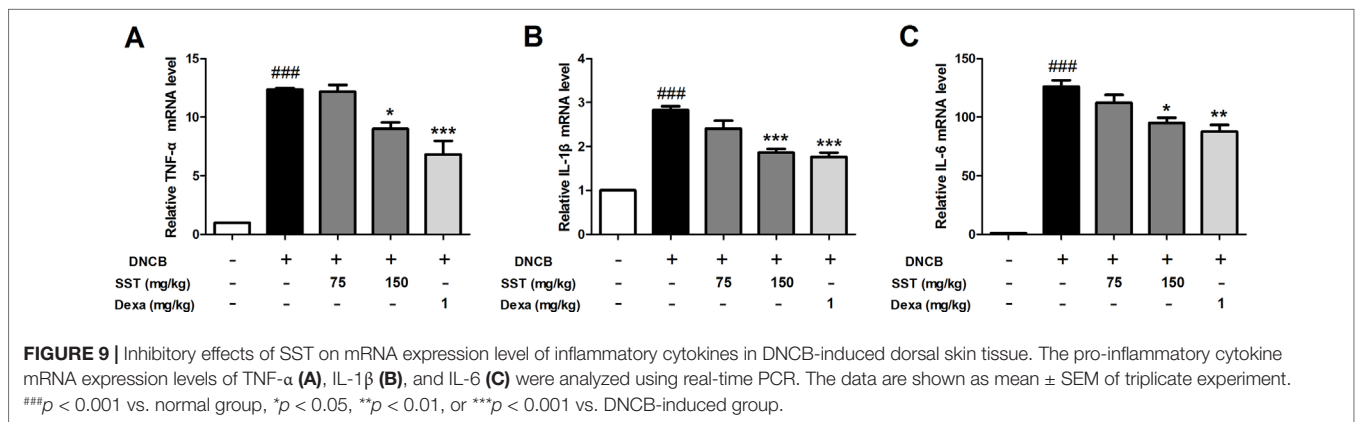 A
B
C
Relative TNF-α mRNA level
15
10
5
0
###
*
***
Relative IL-1β mRNA level
4
3
2
1
0
###
***
***
Relative IL-6 mRNA level
150
100
50
0
###
*
**
DNCB - + + + +
SST (mg/kg) - - 75 150 -
Dexa (mg/kg) - - - - 1
DNCB - + + + +
SST (mg/kg) - - 75 150 -
Dexa (mg/kg) - - - - 1
DNCB - + + + +
SST (mg/kg) - - 75 150 -
Dexa (mg/kg) - - - - 1
FIGURE 9 | Inhibitory effects of SST on mRNA expression level of inflammatory cytokines in DNCB-induced dorsal skin tissue. The pro-inflammatory cytokine
mRNA expression levels of TNF-α (A), IL-1β (B), and IL-6 (C) were analyzed using real-time PCR. The data are shown as mean ± SEM of triplicate experiment.
###p < 0.001 vs. normal group, *p < 0.05, **p < 0.01, or ***p < 0.001 vs. DNCB-induced group.